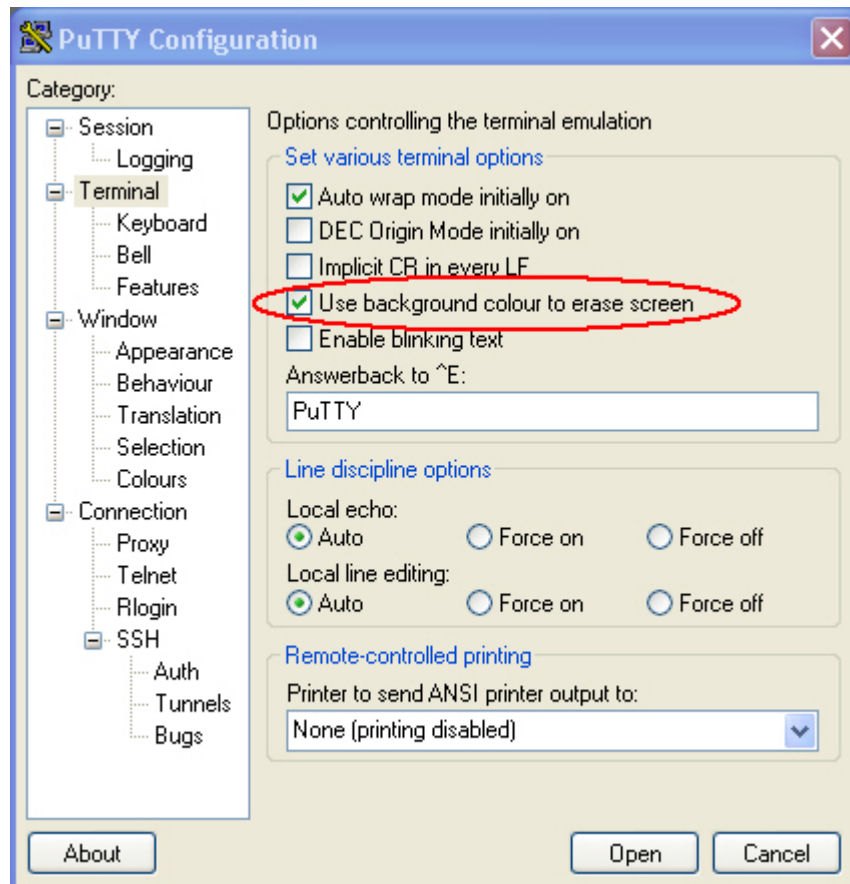 PuTTY Configuration
Category:
Session
Logging
Terminal
Keyboard
Bell
Features
Window
Appearance
Behaviour
Translation
Selection
Colours
Connection
Proxy
Telnet
Rlogin
SSH
Auth
Tunnels
Bugs
Options controlling the terminal emulation
Set various terminal options
Auto wrap mode initially on
DEC Origin Mode initially on
Implicit CR in every LF
Use background colour to erase screen
Enable blinking text
Answerback to ^E:
PuTTY
Line discipline options
Local echo:
Auto Force on Force off
Local line editing:
Auto Force on Force off
Remote-controlled printing
Printer to send ANSI printer output to:
None (printing disabled)
About Open Cancel